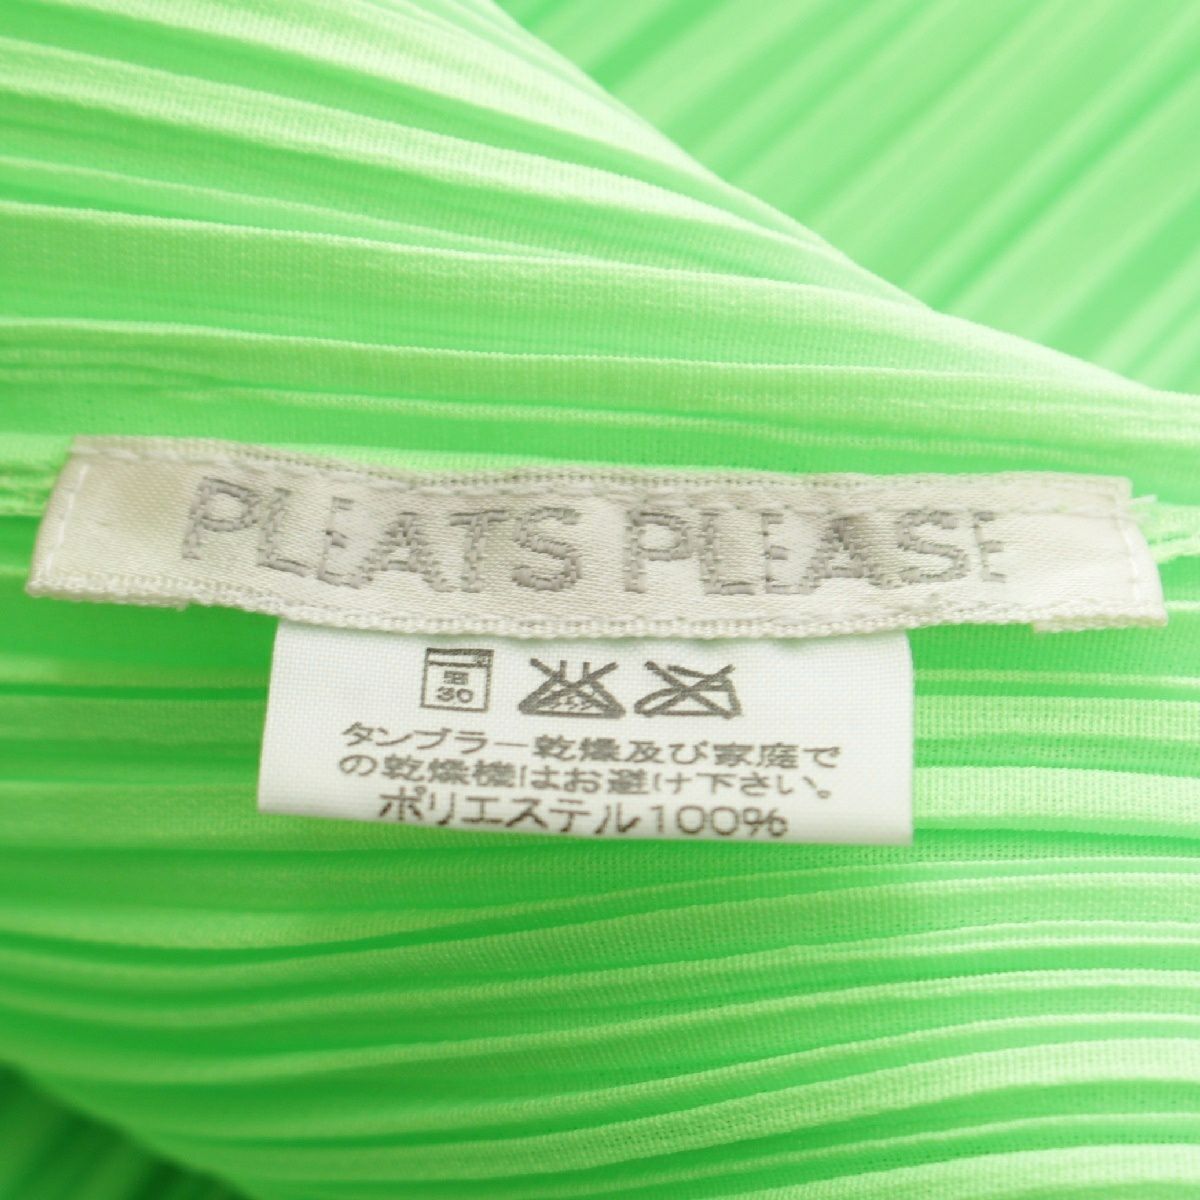 PLEATS PLEASE
30
タンブラー乾燥及び家庭で
の乾燥機はお避け下さい。
ポリエステル100%